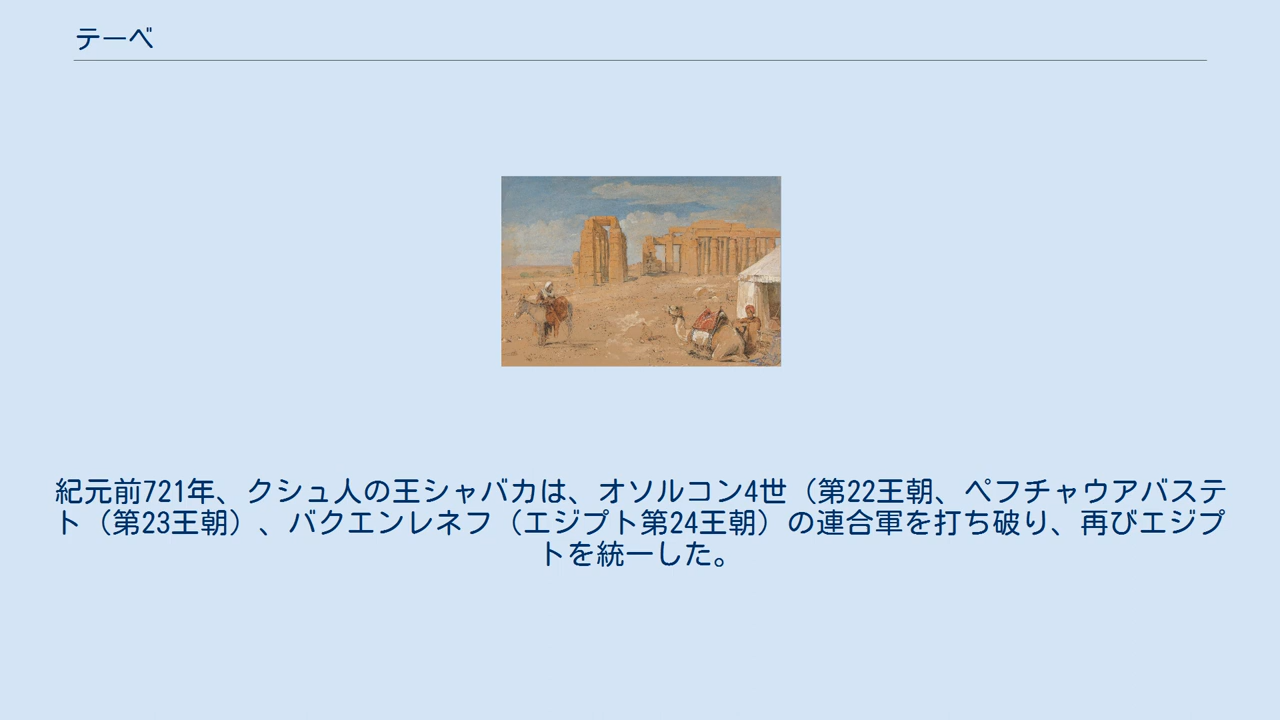 テーベ
紀元前721年、クシュ人の王シャバカは、オソルコン4世（第22王朝、ペフチャウアバステ
ト（第23王朝）、バクエンレネフ（エジプト第24王朝）の連合軍を打ち破り、再びエジプ
トを統一した。